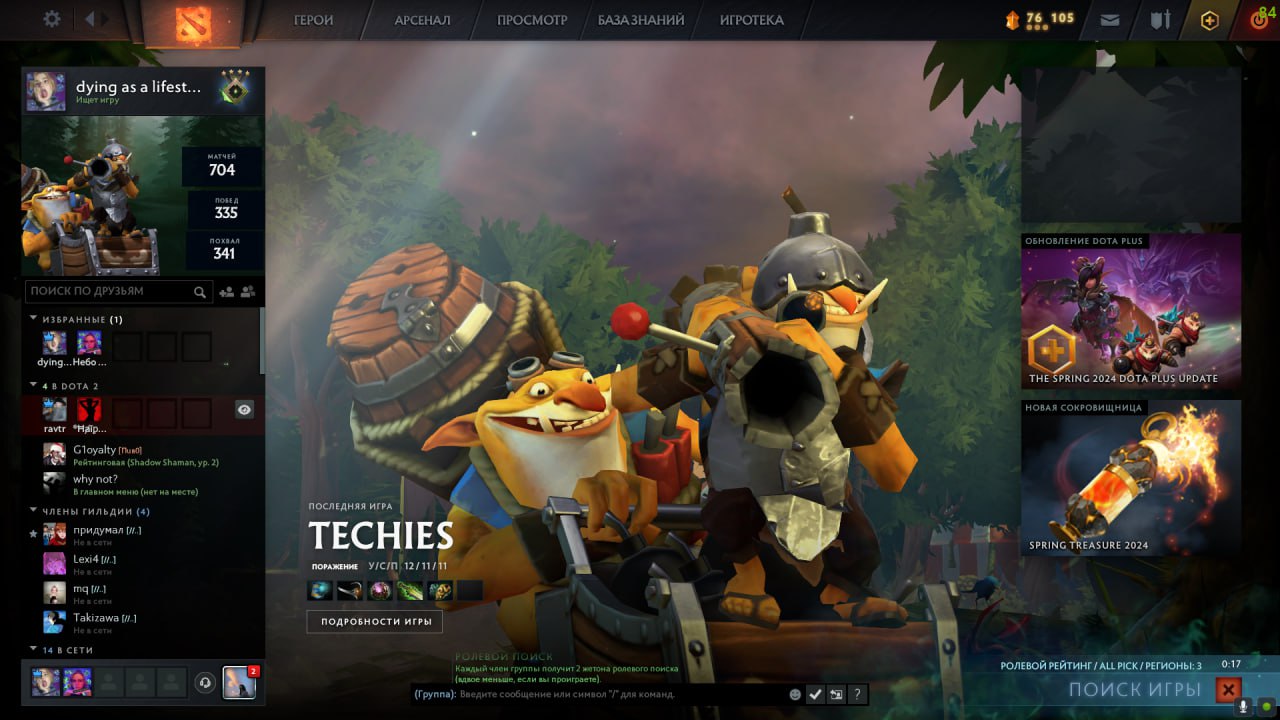 ГЕРОИ
АРСЕНАЛ
ПРОСМОТР
БАЗА ЗНАНИЙ
ИГРОТЕКА
76 105
84
dying as a lifest...
Ищет игру
МАТЧЕЙ
704
ПОБЕД
335
ПОХВАЛ
341
ПОИСК ПО ДРУЗЬЯМ
ИЗБРАННЫЕ (1)
dying... Небо ...
4 В DOTA 2
ravtr
G1oyalty [Пив0]
Рейтинговая (Shadow Shaman, ур. 2)
why not?
В главном меню (нет на месте)
ЧЛЕНЫ ГИЛЬДИИ (4)
придумал [//.]
Не в сети
Lexi4 [//.]
Не в сети
mq [//.]
Не в сети
Takizawa [//.]
Не в сети
14 В СЕТИ
2
ПОСЛЕДНЯЯ ИГРА
TECHIES
ПОРАЖЕНИЕ У/С/П 12/11/11
ПОДРОБНОСТИ ИГРЫ
РОЛЕВОЙ ПОИСК
Каждый член группы получит 2 жетона ролевого поиска
(вдвое меньше, если вы проиграете).
(Группа): Введите сообщение или символ "/" для команд.
?
ОБНОВЛЕНИЕ DOTA PLUS
THE SPRING 2024 DOTA PLUS UPDATE
НОВАЯ СОКРОВИЩНИЦА
SPRING TREASURE 2024
РОЛЕВОЙ РЕЙТИНГ / ALL PICK / РЕГИОНЫ: 3 0:17
ПОИСК ИГРЫ